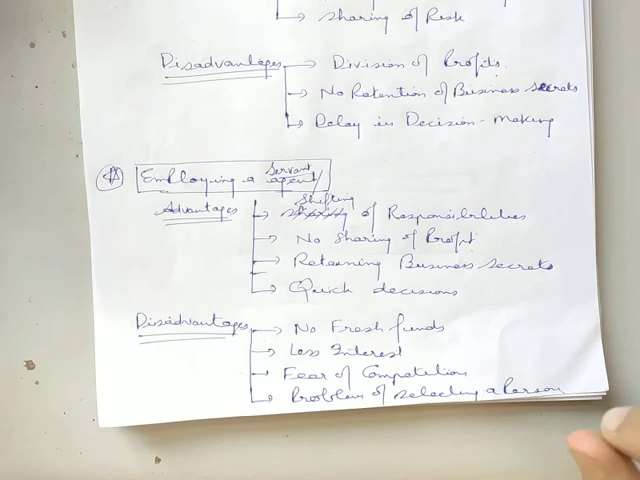 Sharing of Risk
Disadvantages → Division of Profits.
→ No Retention of Business secrets
→ Delay in Decision-making
Servant/
Employing a agent
Shifting
Advantages → of Responsibilities
→ No Sharing of Profit
→ Retaining Business secrets
→ Quick decisions
Disadvantages → No Fresh funds
→ Less Interest
→ Fear of Competition
→ Problem of selecting a Person